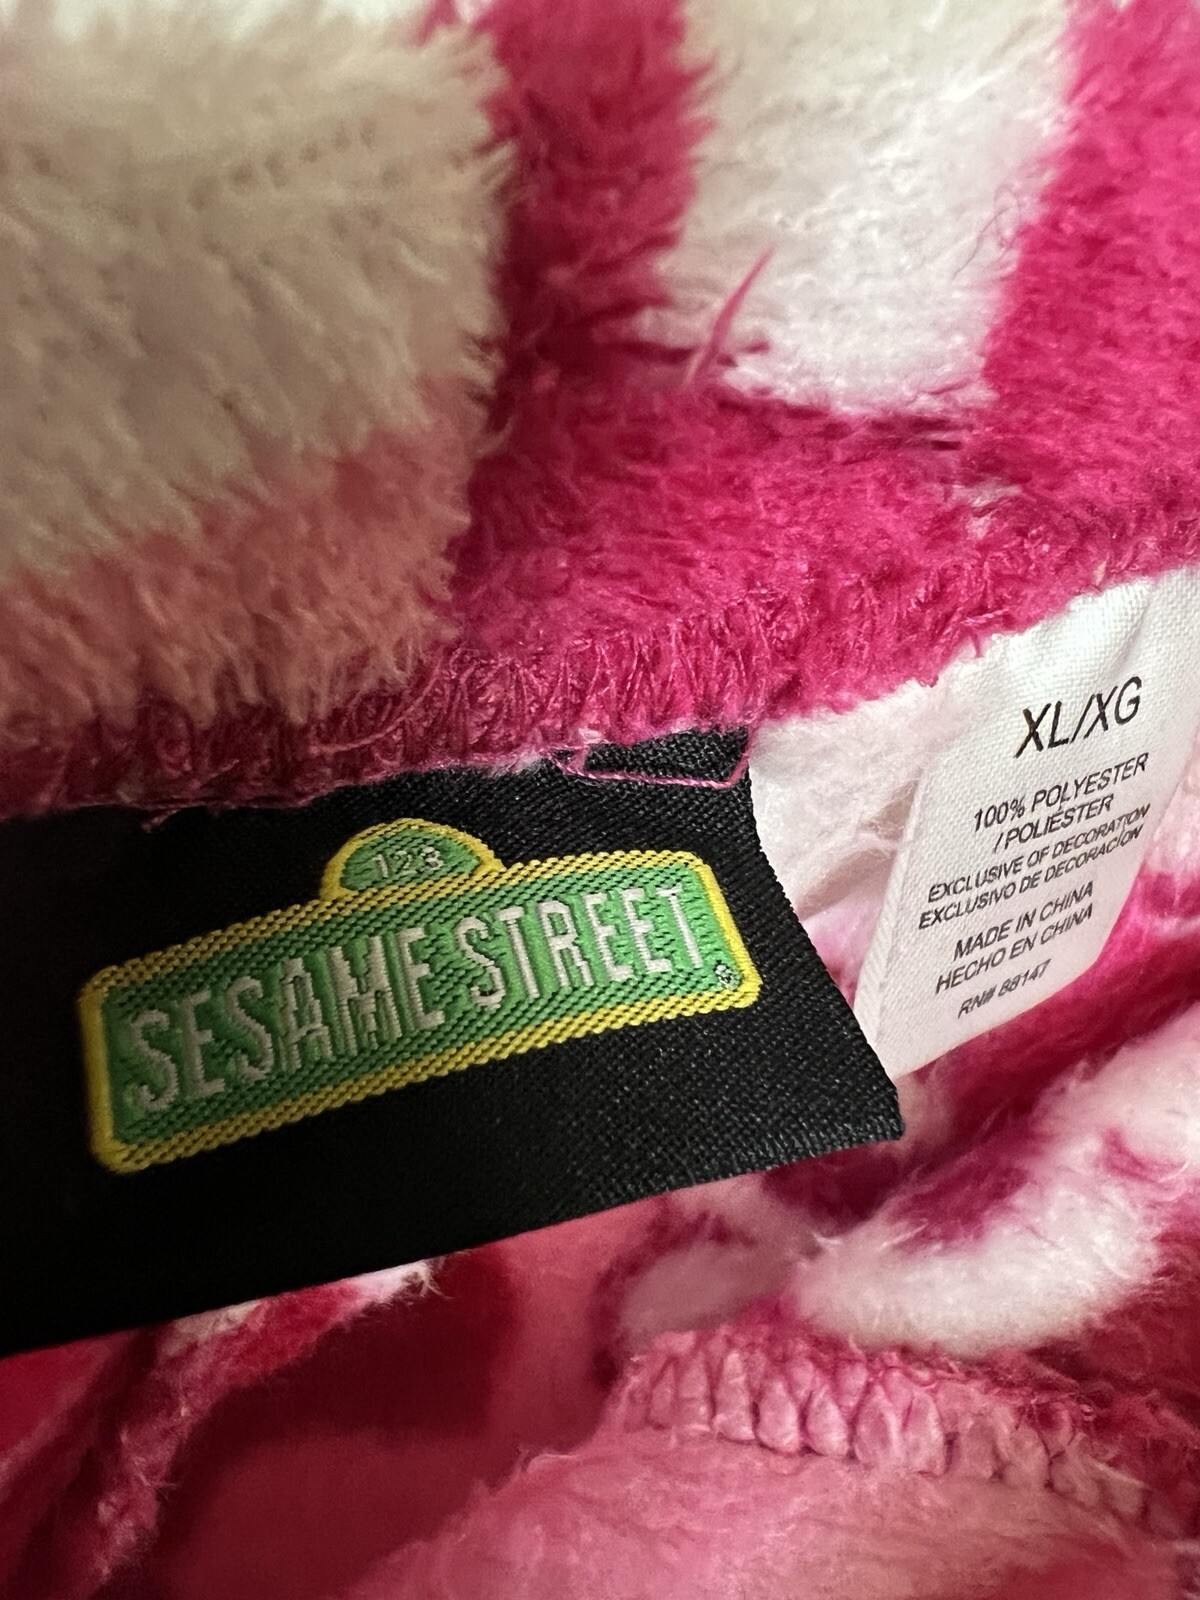 123
SESAME STREET®
XL/XG
100% POLYESTER
/POLIÉSTER
EXCLUSIVE OF DECORATION
EXCLUSIVO DE DECORACIÓN
MADE IN CHINA
HECHO EN CHINA
RN# 88147